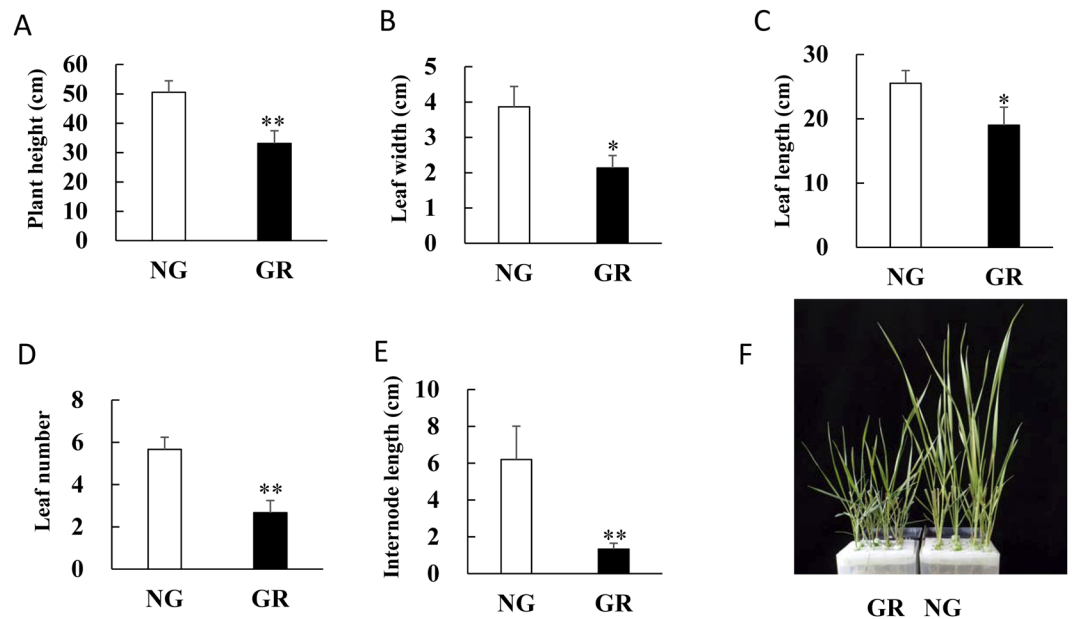 A
Plant height (cm)
60
50
40
30
20
10
0
**
NG GR
B
Leaf width (cm)
5
4
3
2
1
0
*
NG GR
C
Leaf length (cm)
30
20
10
0
*
NG GR
D
Leaf number
8
6
4
2
0
**
NG GR
E
Internode length (cm)
10
8
6
4
2
0
**
NG GR
F
GR NG